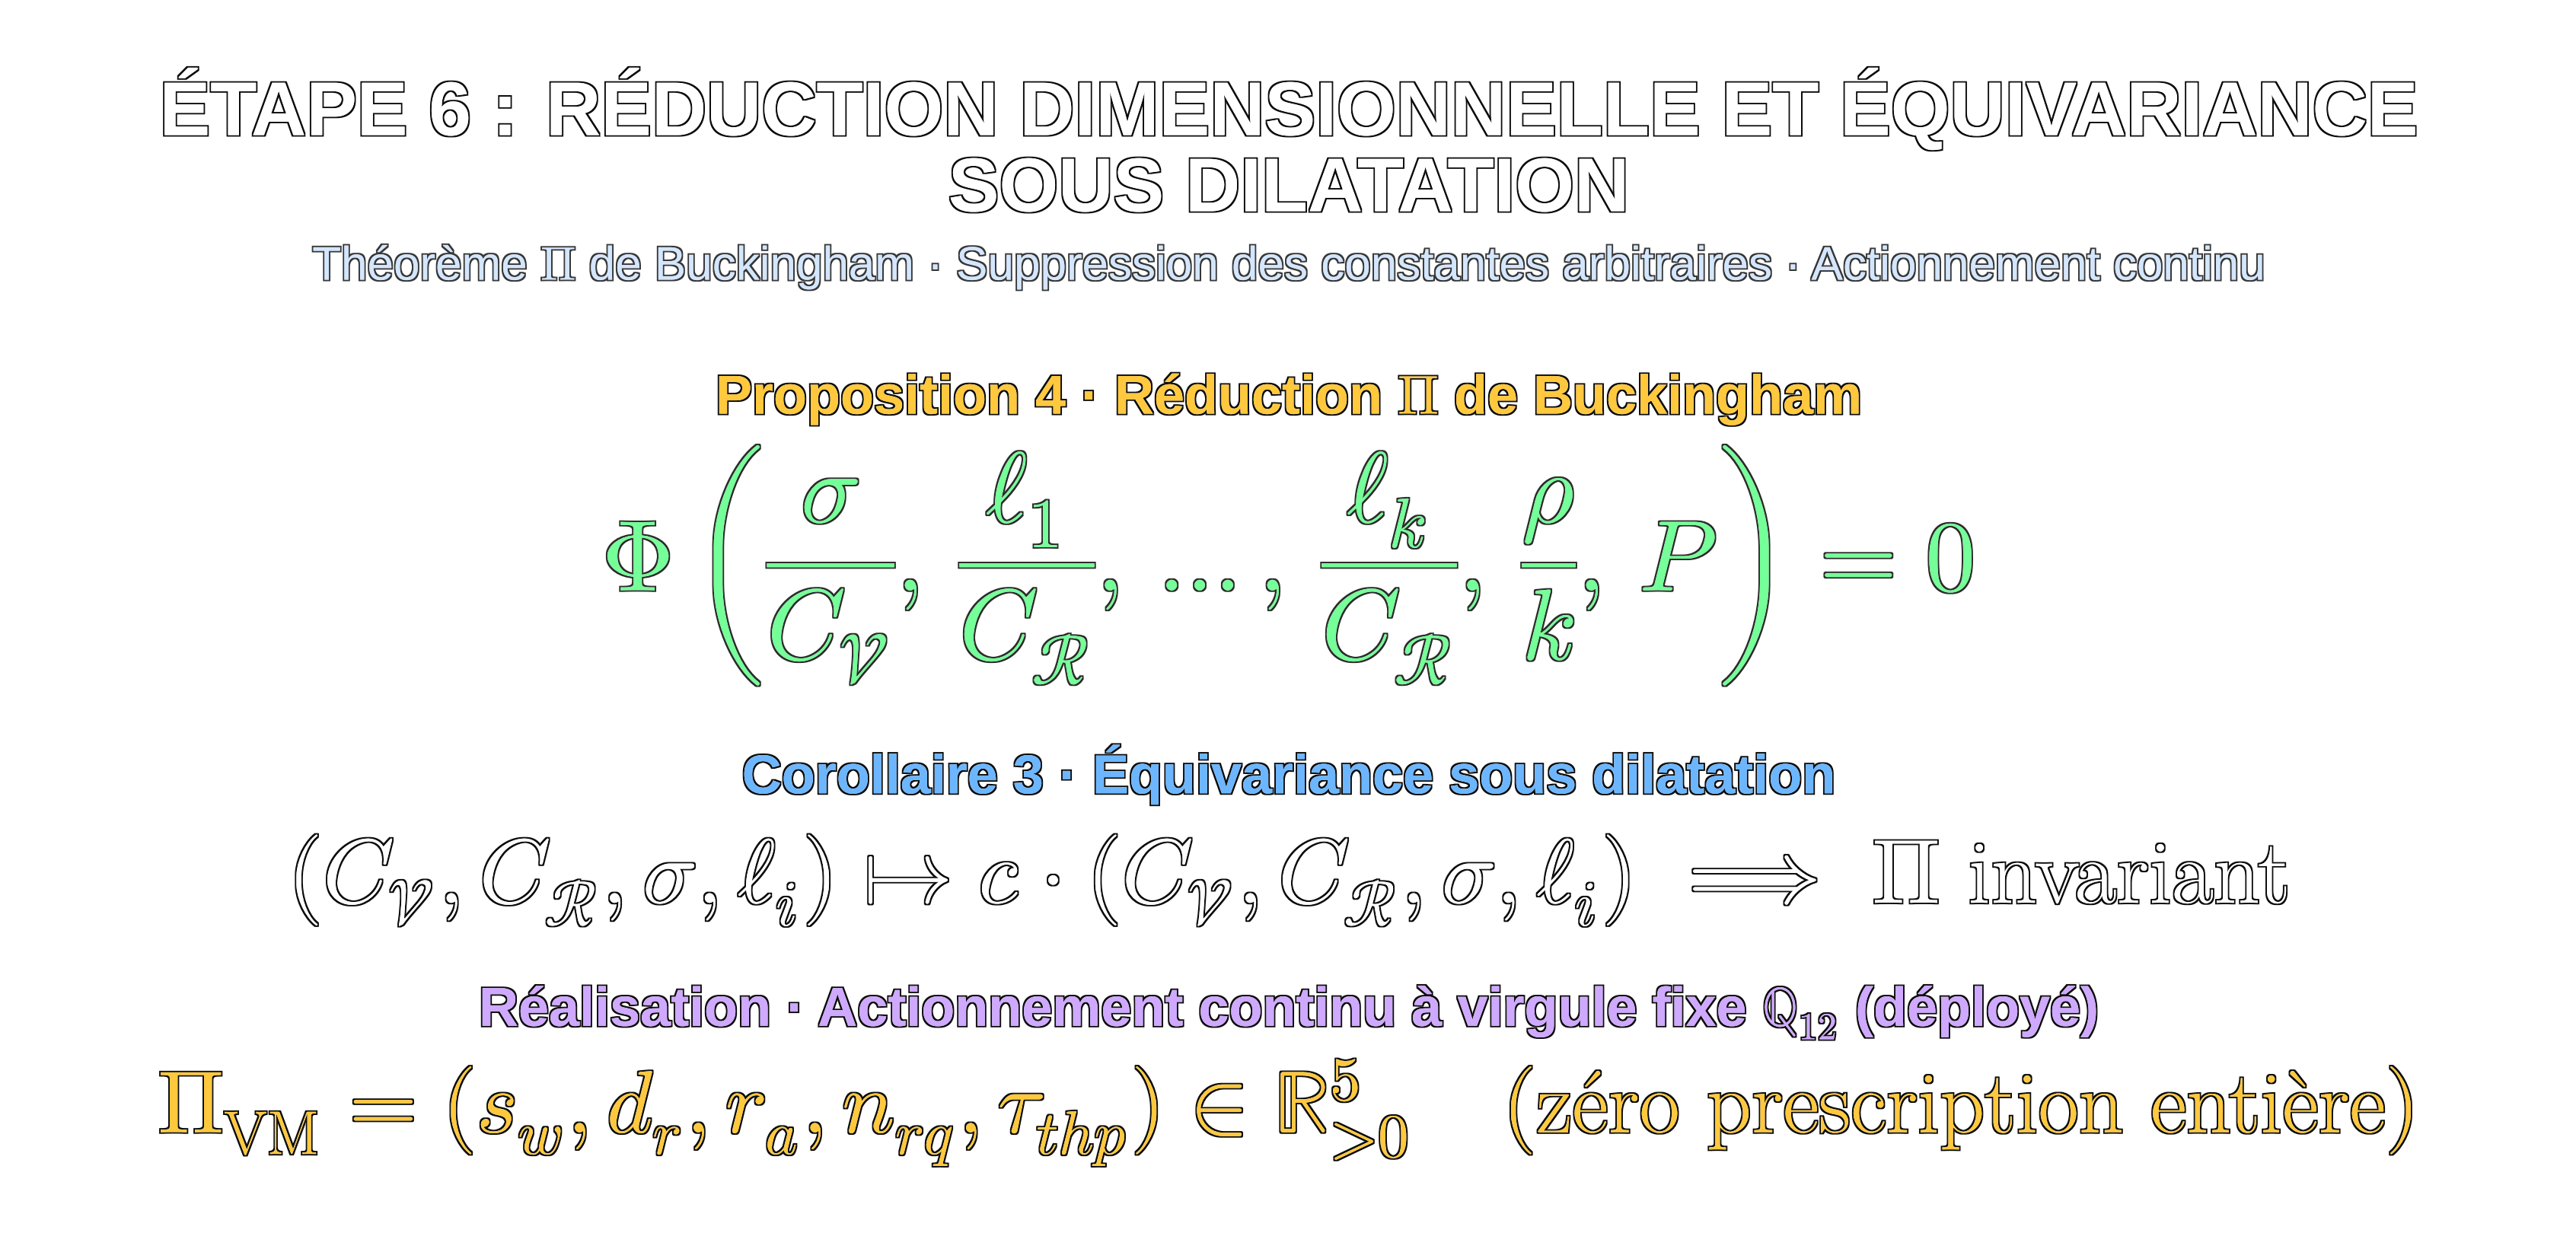 ÉTAPE 6 : RÉDUCTION DIMENSIONNELLE ET ÉQUIVARIANCE
SOUS DILATATION
Théorème Π de Buckingham · Suppression des constantes arbitraires · Actionnement continu
Proposition 4 · Réduction Π de Buckingham
Φ ( σ/C_𝒱, ℓ_1/C_ℛ, ..., ℓ_k/C_ℛ, ρ/k, P ) = 0
Corollaire 3 · Équivariance sous dilatation
(C_𝒱, C_ℛ, σ, ℓ_i) ↦ c · (C_𝒱, C_ℛ, σ, ℓ_i) ⟹ Π invariant
Réalisation · Actionnement continu à virgule fixe ℚ_12 (déployé)
Π_VM = (s_w, d_r, r_a, n_rq, τ_thp) ∈ ℝ^5_>0 (zéro prescription entière)